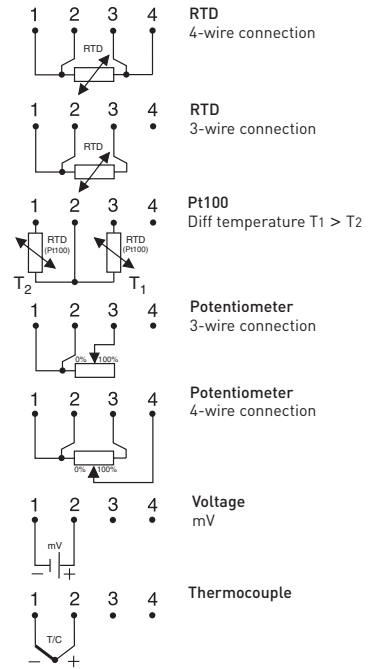 1 2 3 4 RTD
4-wire connection
RTD
1 2 3 4 RTD
3-wire connection
RTD
1 2 3 4 Pt100
Diff temperature T1 > T2
RTD RTD
(Pt100) (Pt100)
T2 T1
1 2 3 4 Potentiometer
3-wire connection
0% 100%
1 2 3 4 Potentiometer
4-wire connection
0% 100%
1 2 3 4 Voltage
mV
mV
– +
1 2 3 4 Thermocouple
T/C
– +